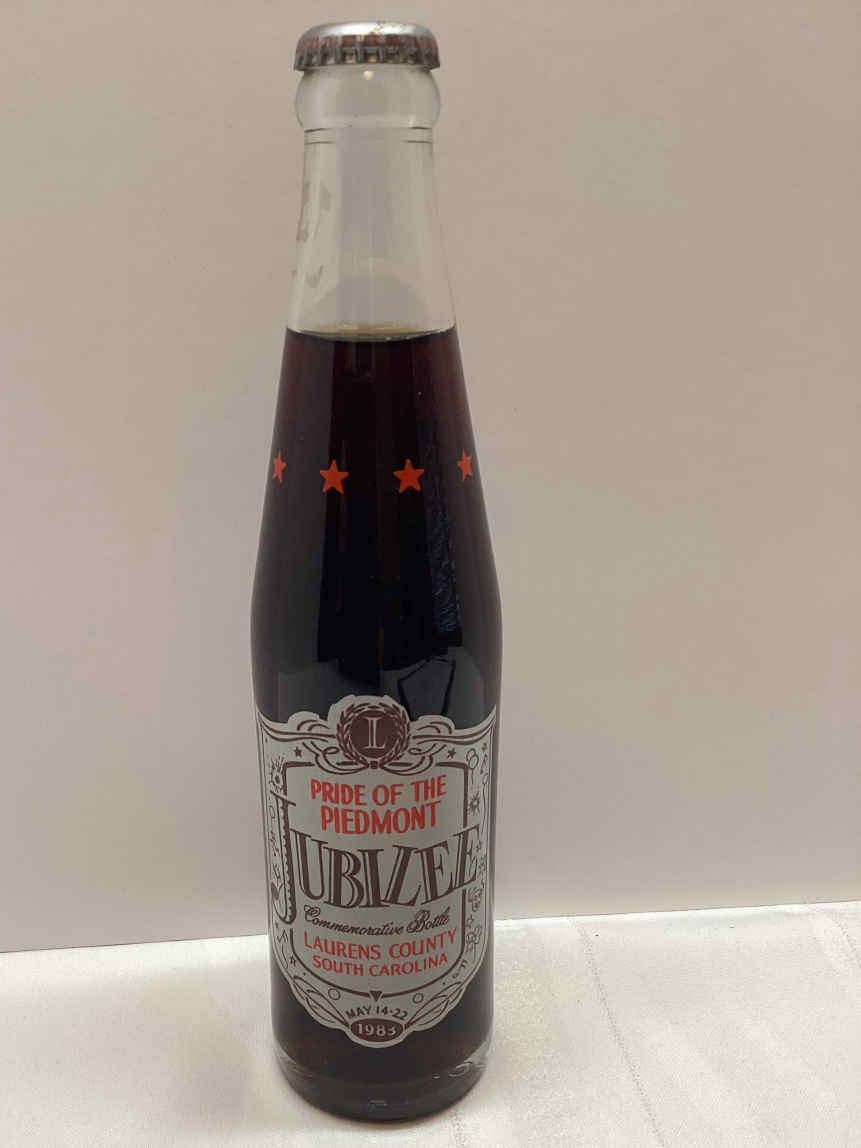 L
PRIDE OF THE
PIEDMONT
JUBILEE
Commemorative Bottle
LAURENS COUNTY
SOUTH CAROLINA
MAY 14-22
1983